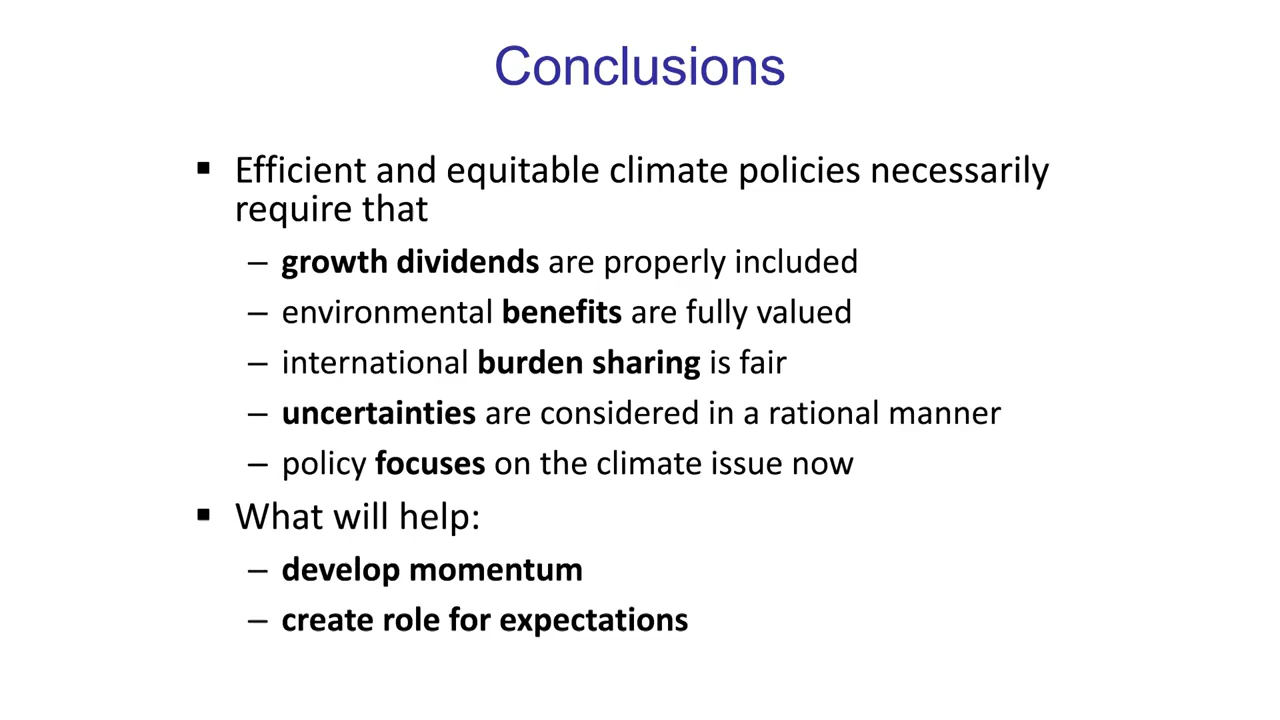 Conclusions
▪ Efficient and equitable climate policies necessarily
require that
– growth dividends are properly included
– environmental benefits are fully valued
– international burden sharing is fair
– uncertainties are considered in a rational manner
– policy focuses on the climate issue now
▪ What will help:
– develop momentum
– create role for expectations